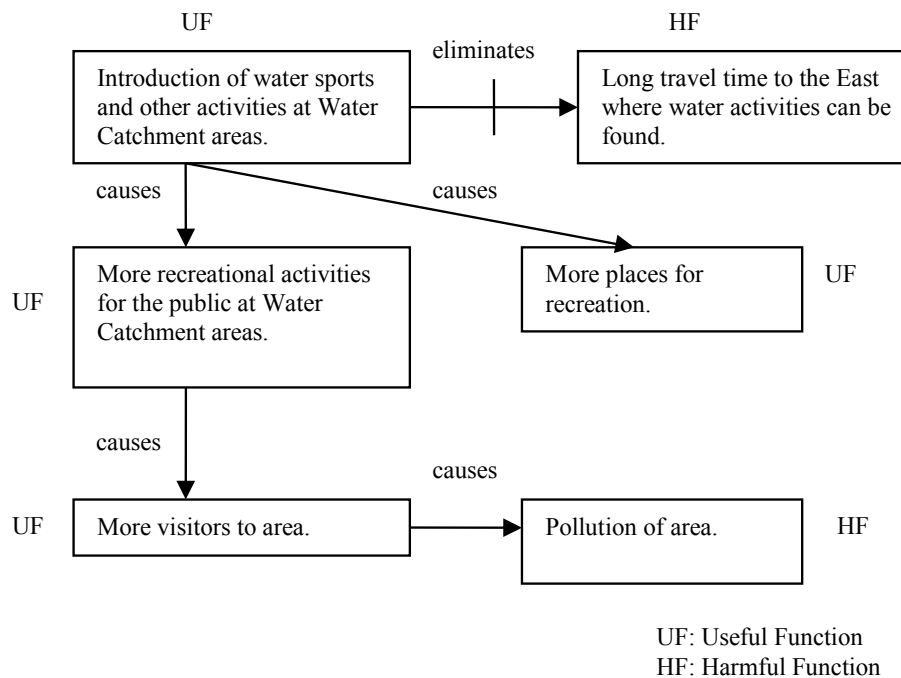 UF
HF
eliminates
Introduction of water sports
and other activities at Water
Catchment areas.
Long travel time to the East
where water activities can be
found.
causes
causes
UF
More recreational activities
for the public at Water
Catchment areas.
More places for
recreation.
UF
causes
causes
UF
More visitors to area.
Pollution of area.
HF
UF: Useful Function
HF: Harmful Function